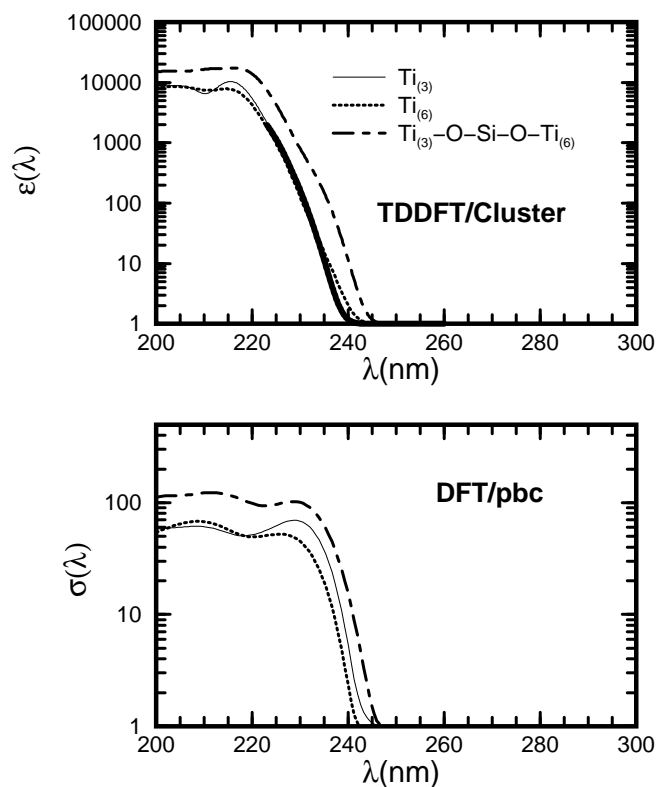 100000
10000
1000
100
10
1
ε(λ)
Ti(3)
Ti(6)
Ti(3)–O–Si–O–Ti(6)
TDDFT/Cluster
200 220 240 260 280 300
λ(nm)
100
10
1
σ(λ)
DFT/pbc
200 220 240 260 280 300
λ(nm)